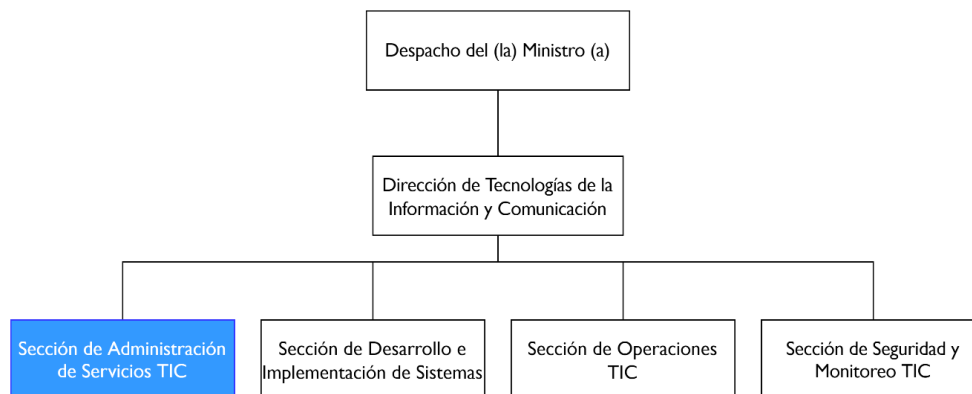 Despacho del (la) Ministro (a)
Dirección de Tecnologías de la
Información y Comunicación
Sección de Administración
de Servicios TIC
Sección de Desarrollo e
Implementación de Sistemas
Sección de Operaciones
TIC
Sección de Seguridad y
Monitoreo TIC